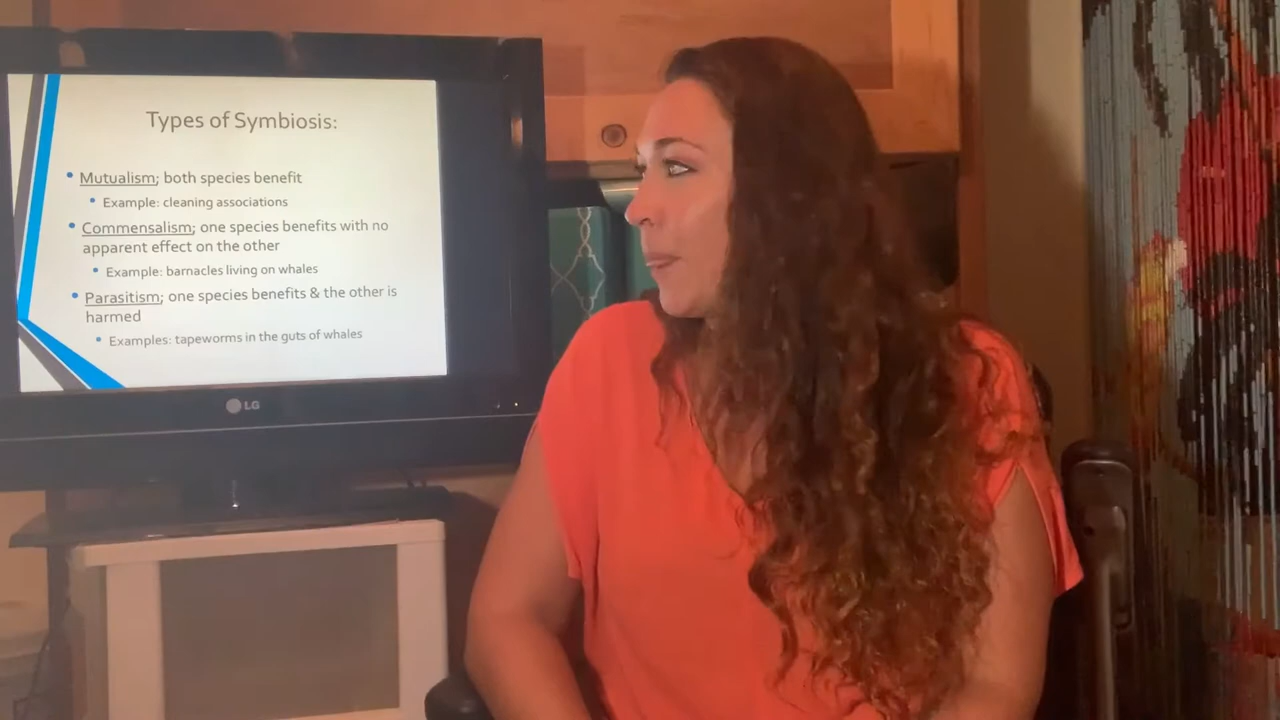 Types of Symbiosis:
• Mutualism; both species benefit
• Example: cleaning associations
• Commensalism; one species benefits with no
apparent effect on the other
• Example: barnacles living on whales
• Parasitism; one species benefits & the other is
harmed
• Examples: tapeworms in the guts of whales
LG